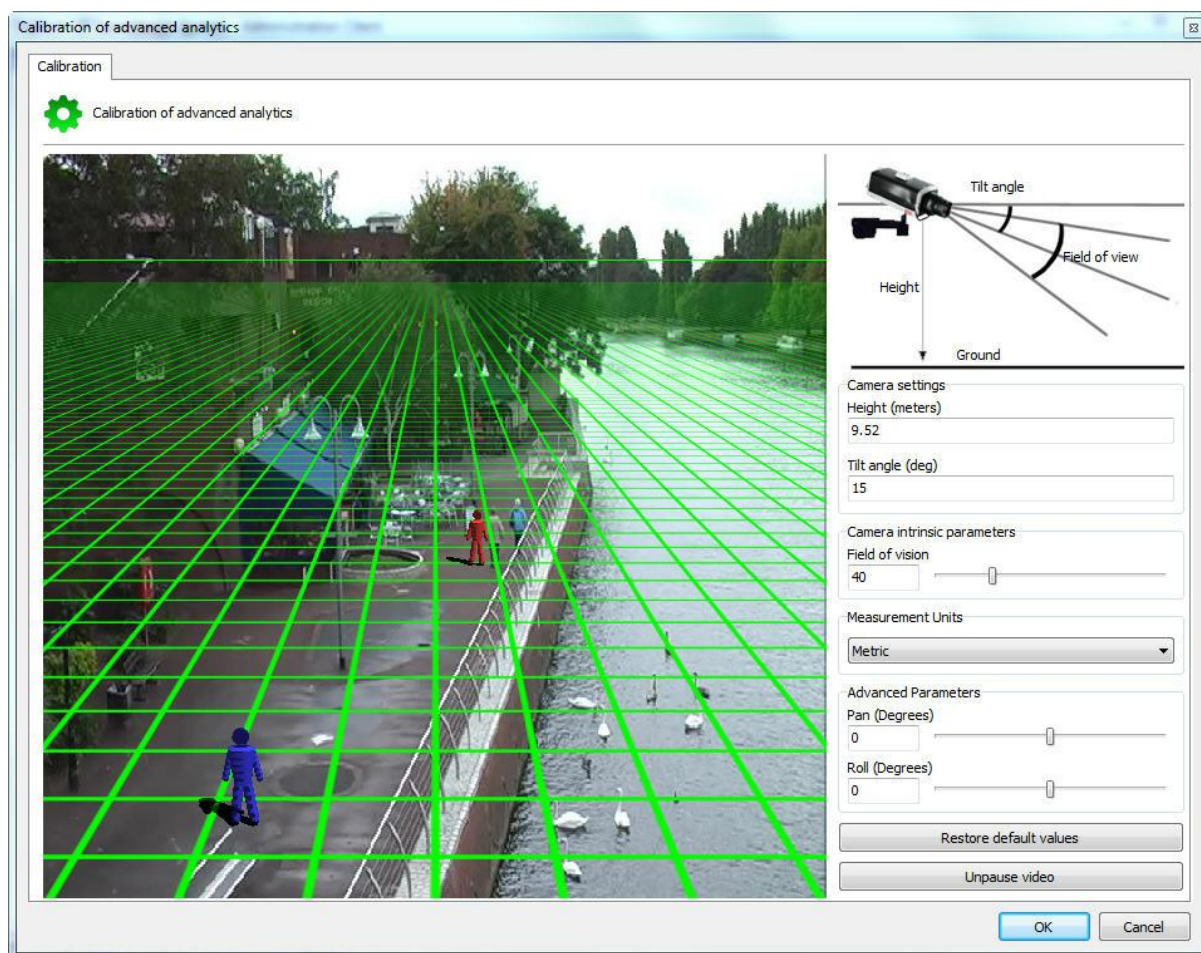 Calibration of advanced analytics
Calibration
Calibration of advanced analytics
Tilt angle
Field of view
Height
Ground
Camera settings
Height (meters)
9.52
Tilt angle (deg)
15
Camera intrinsic parameters
Field of vision
40
Measurement Units
Metric
Advanced Parameters
Pan (Degrees)
0
Roll (Degrees)
0
Restore default values
Unpause video
OK
Cancel